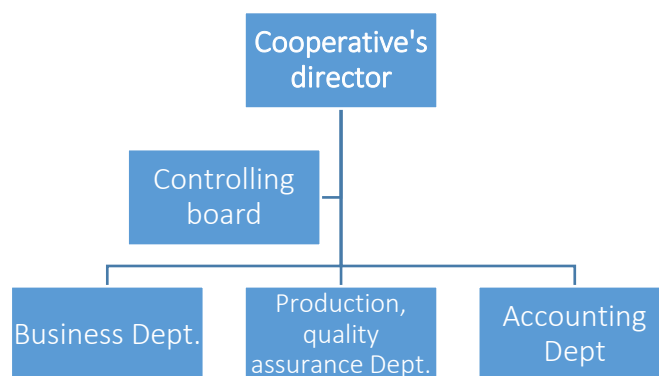 Cooperative's
director
Controlling
board
Business Dept.
Production,
quality
assurance Dept.
Accounting
Dept